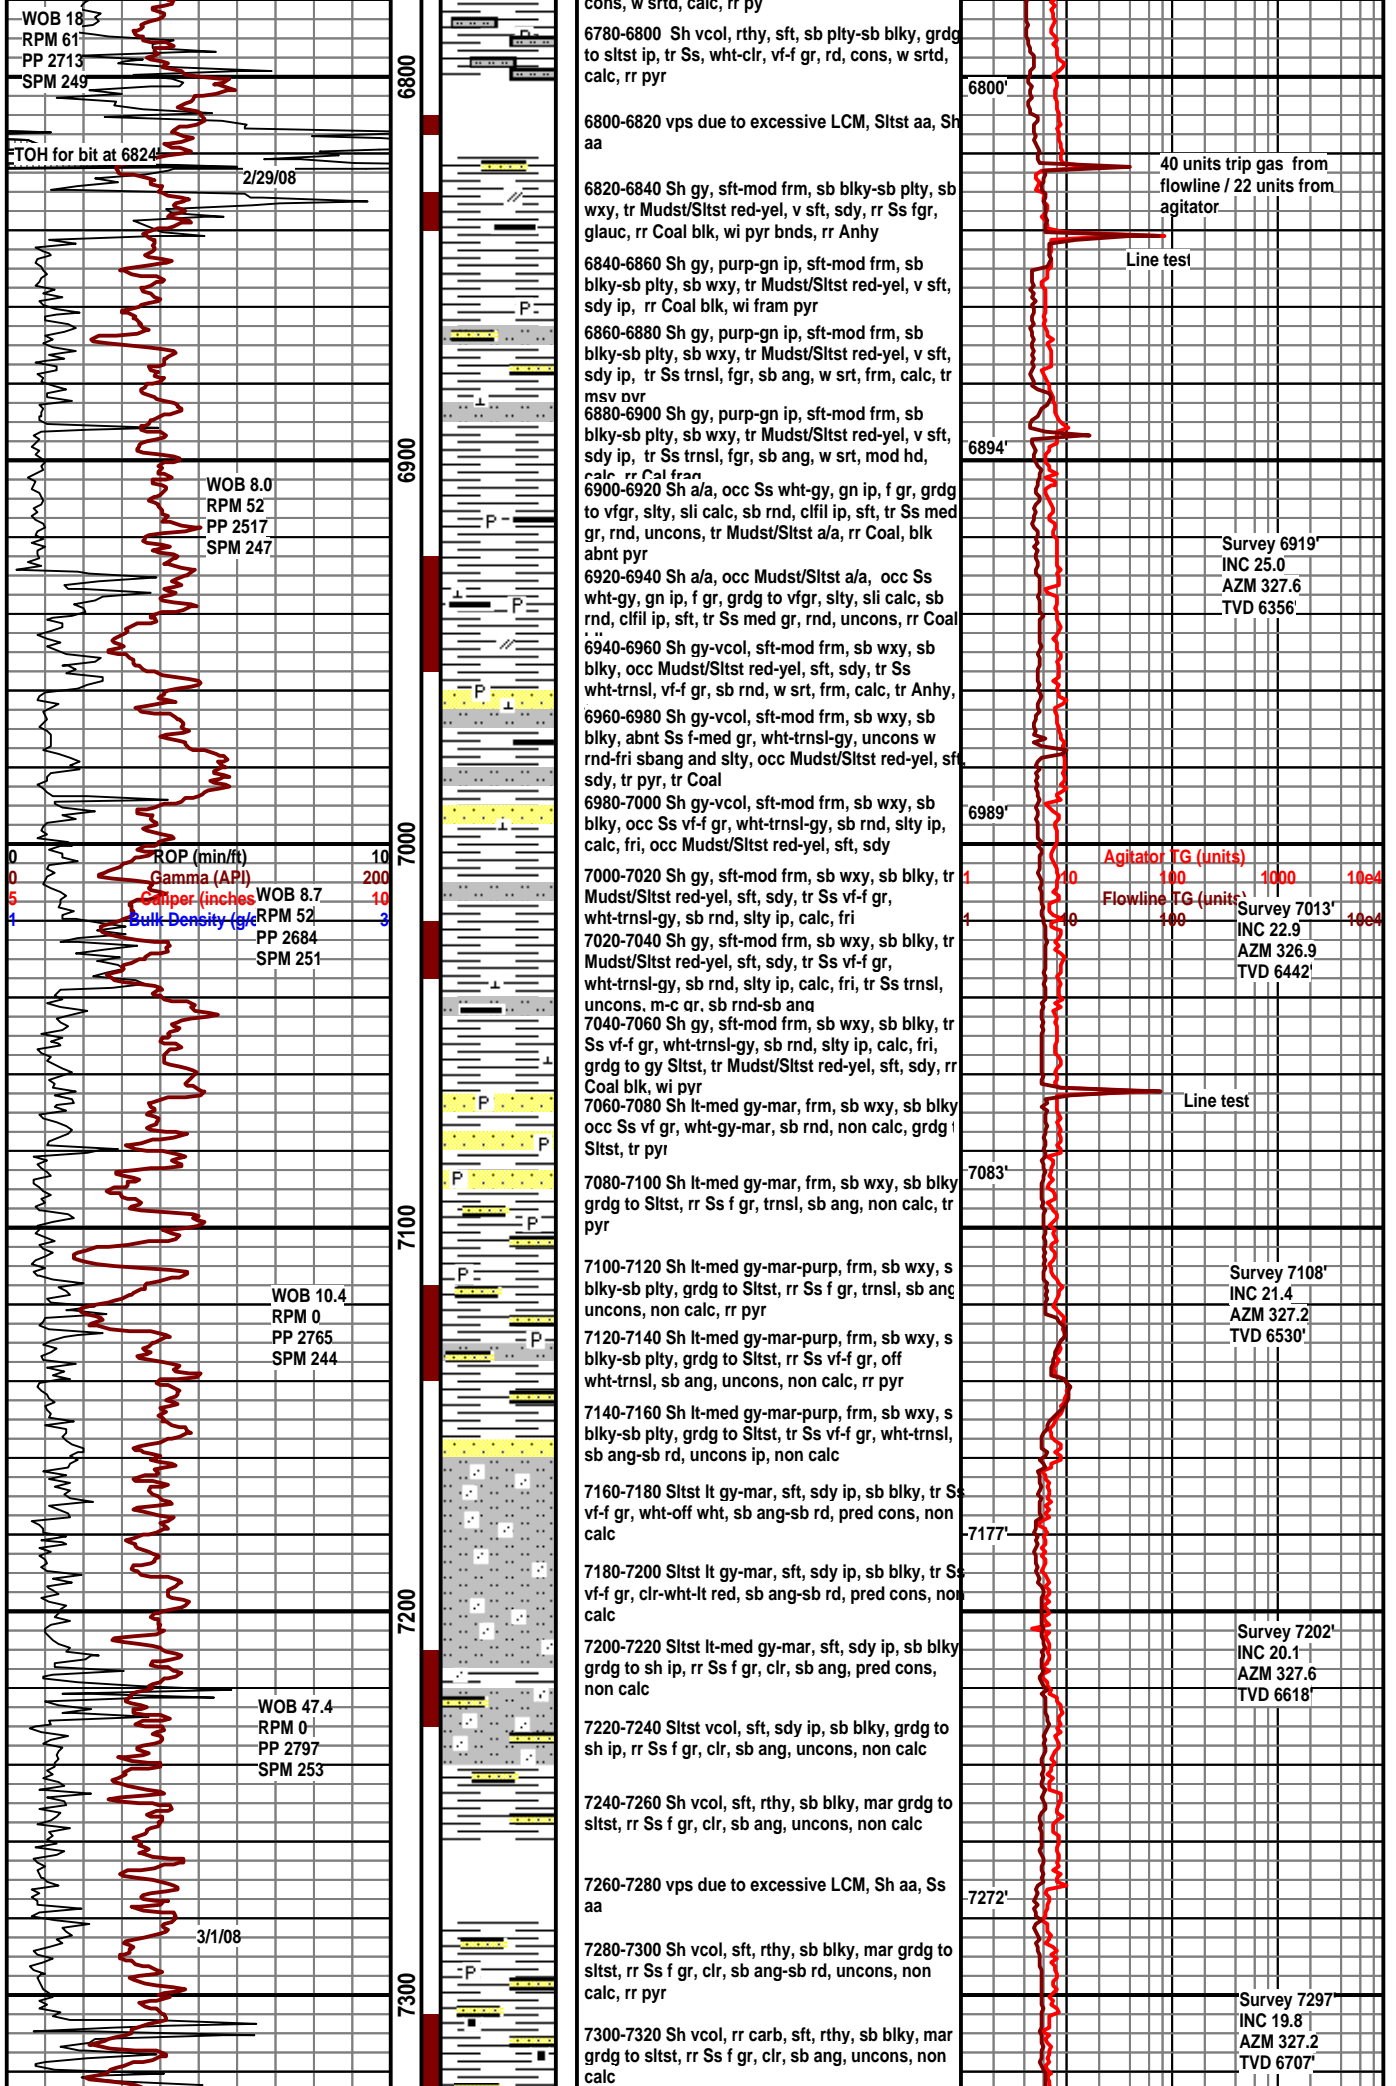 WOB 18
RPM 61
PP 2713
SPM 249
TOH for bit at 6824'
2/29/08
WOB 8.0
RPM 52
PP 2517
SPM 247
0 ROP (min/ft) 10
0 Gamma (API) 200
5 Caliper (inches 10
1 Bulk Density (g/c 3
WOB 8.7
RPM 52
PP 2684
SPM 251
WOB 10.4
RPM 0
PP 2765
SPM 244
WOB 47.4
RPM 0
PP 2797
SPM 253
3/1/08
6800
6900
7000
7100
7200
7300
cons, w srtd, calc, rr py
6780-6800 Sh vcol, rthy, sft, sb plty-sb blky, grdg
to sltst ip, tr Ss, wht-clr, vf-f gr, rd, cons, w srtd,
calc, rr pyr
6800-6820 vps due to excessive LCM, Sltst aa, Sh
aa
6820-6840 Sh gy, sft-mod frm, sb blky-sb plty, sb
wxy, tr Mudst/Sltst red-yel, v sft, sdy, rr Ss fgr,
glauc, rr Coal blk, wi pyr bnds, rr Anhy
6840-6860 Sh gy, purp-gn ip, sft-mod frm, sb
blky-sb plty, sb wxy, tr Mudst/Sltst red-yel, v sft,
sdy ip, rr Coal blk, wi fram pyr
6860-6880 Sh gy, purp-gn ip, sft-mod frm, sb
blky-sb plty, sb wxy, tr Mudst/Sltst red-yel, v sft,
sdy ip, tr Ss trnsl, fgr, sb ang, w srt, frm, calc, tr
msv pyr
6880-6900 Sh gy, purp-gn ip, sft-mod frm, sb
blky-sb plty, sb wxy, tr Mudst/Sltst red-yel, v sft,
sdy ip, tr Ss trnsl, fgr, sb ang, w srt, mod hd,
calc, rr Cal frag
6900-6920 Sh a/a, occ Ss wht-gy, gn ip, f gr, grdg
to vfgr, slty, sli calc, sb rnd, clfil ip, sft, tr Ss med
gr, rnd, uncons, tr Mudst/Sltst a/a, rr Coal, blk
abnt pyr
6920-6940 Sh a/a, occ Mudst/Sltst a/a, occ Ss
wht-gy, gn ip, f gr, grdg to vfgr, slty, sli calc, sb
rnd, clfil ip, sft, tr Ss med gr, rnd, uncons, rr Coal
6940-6960 Sh gy-vcol, sft-mod frm, sb wxy, sb
blky, occ Mudst/Sltst red-yel, sft, sdy, tr Ss
wht-trnsl, vf-f gr, sb rnd, w srt, frm, calc, tr Anhy,
6960-6980 Sh gy-vcol, sft-mod frm, sb wxy, sb
blky, abnt Ss f-med gr, wht-trnsl-gy, uncons w
rnd-fri sbang and slty, occ Mudst/Sltst red-yel, sft,
sdy, tr pyr, tr Coal
6980-7000 Sh gy-vcol, sft-mod frm, sb wxy, sb
blky, occ Ss vf-f gr, wht-trnsl-gy, sb rnd, slty ip,
calc, fri, occ Mudst/Sltst red-yel, sft, sdy
7000-7020 Sh gy, sft-mod frm, sb wxy, sb blky, tr
Mudst/Sltst red-yel, sft, sdy, tr Ss vf-f gr,
wht-trnsl-gy, sb rnd, slty ip, calc, fri
7020-7040 Sh gy, sft-mod frm, sb wxy, sb blky, tr
Mudst/Sltst red-yel, sft, sdy, tr Ss vf-f gr,
wht-trnsl-gy, sb rnd, slty ip, calc, fri, tr Ss trnsl,
uncons, m-c gr, sb rnd-sb ang
7040-7060 Sh gy, sft-mod frm, sb wxy, sb blky, tr
Ss vf-f gr, wht-trnsl-gy, sb rnd, slty ip, calc, fri,
grdg to gy Sltst, tr Mudst/Sltst red-yel, sft, sdy, rr
Coal blk, wi pyr
7060-7080 Sh lt-med gy-mar, frm, sb wxy, sb blky
occ Ss vf gr, wht-gy-mar, sb rnd, non calc, grdg t
Sltst, tr pyr
7080-7100 Sh lt-med gy-mar, frm, sb wxy, sb blky
grdg to Sltst, rr Ss f gr, trnsl, sb ang, non calc, tr
pyr
7100-7120 Sh lt-med gy-mar-purp, frm, sb wxy, s
blky-sb plty, grdg to Sltst, rr Ss f gr, trnsl, sb ang
uncons, non calc, rr pyr
7120-7140 Sh lt-med gy-mar-purp, frm, sb wxy, s
blky-sb plty, grdg to Sltst, rr Ss vf-f gr, off
wht-trnsl, sb ang, uncons, non calc, rr pyr
7140-7160 Sh lt-med gy-mar-purp, frm, sb wxy, s
blky-sb plty, grdg to Sltst, tr Ss vf-f gr, wht-trnsl,
sb ang-sb rd, uncons ip, non calc
7160-7180 Sltst lt gy-mar, sft, sdy ip, sb blky, tr Ss
vf-f gr, wht-off wht, sb ang-sb rd, pred cons, non
calc
7180-7200 Sltst lt gy-mar, sft, sdy ip, sb blky, tr Ss
vf-f gr, clr-wht-lt red, sb ang-sb rd, pred cons, non
calc
7200-7220 Sltst lt-med gy-mar, sft, sdy ip, sb blky
grdg to sh ip, rr Ss f gr, clr, sb ang, pred cons,
non calc
7220-7240 Sltst vcol, sft, sdy ip, sb blky, grdg to
sh ip, rr Ss f gr, clr, sb ang, uncons, non calc
7240-7260 Sh vcol, sft, rthy, sb blky, mar grdg to
sltst, rr Ss f gr, clr, sb ang, uncons, non calc
7260-7280 vps due to excessive LCM, Sh aa, Ss
aa
7280-7300 Sh vcol, sft, rthy, sb blky, mar grdg to
sltst, rr Ss f gr, clr, sb ang-sb rd, uncons, non
calc, rr pyr
7300-7320 Sh vcol, rr carb, sft, rthy, sb blky, mar
grdg to sltst, rr Ss f gr, clr, sb ang, uncons, non
calc
6800'
40 units trip gas from
flowline / 22 units from
agitator
Line test
6894'
Survey 6919'
INC 25.0
AZM 327.6
TVD 6356'
6989'
Agitator TG (units)
1 10 100 1000 10e4
Flowline TG (units)
1 10 100 10e4
Survey 7013'
INC 22.9
AZM 326.9
TVD 6442'
Line test
7083'
Survey 7108'
INC 21.4
AZM 327.2
TVD 6530'
7177'
Survey 7202'
INC 20.1
AZM 327.6
TVD 6618'
7272'
Survey 7297'
INC 19.8
AZM 327.2
TVD 6707'